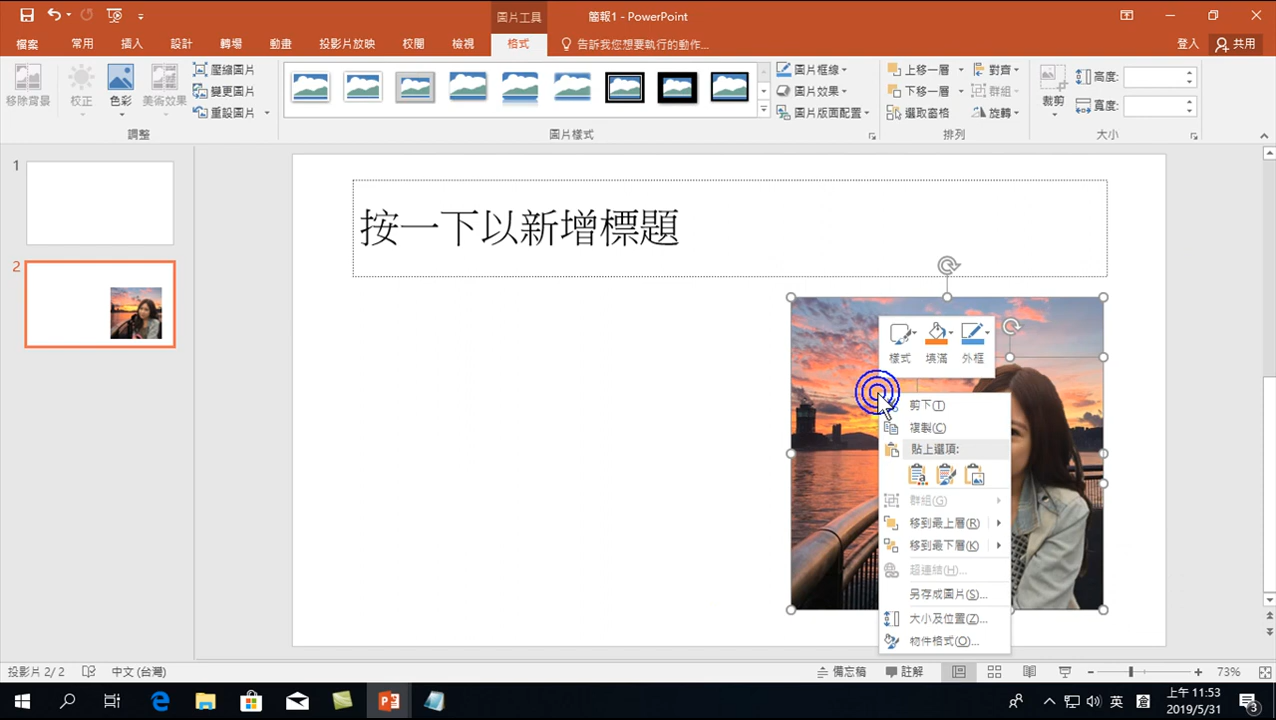 圖片工具
簡報1 - PowerPoint
檔案 常用 插入 設計 轉場 動畫 投影片放映 校閱 檢視 格式 告訴我您想要執行的動作... 登入 共用
移除背景 校正 色彩 美術效果 壓縮圖片 變更圖片 重設圖片
圖片框線 圖片效果 圖片版面配置
上移一層 下移一層 選取窗格 對齊 群組 旋轉
裁剪 高度: 寬度:
調整 圖片樣式 排列 大小
1
2
按一下以新增標題
樣式 填滿 外框
剪下(T)
複製(C)
貼上選項:
群組(G)
移到最上層(R)
移到最下層(K)
超連結(H)...
另存成圖片(S)...
大小及位置(Z)...
物件格式(O)...
投影片 2/2 中文 (台灣) 備忘稿 註解 73%
英 上午 11:53
2019/5/31
3